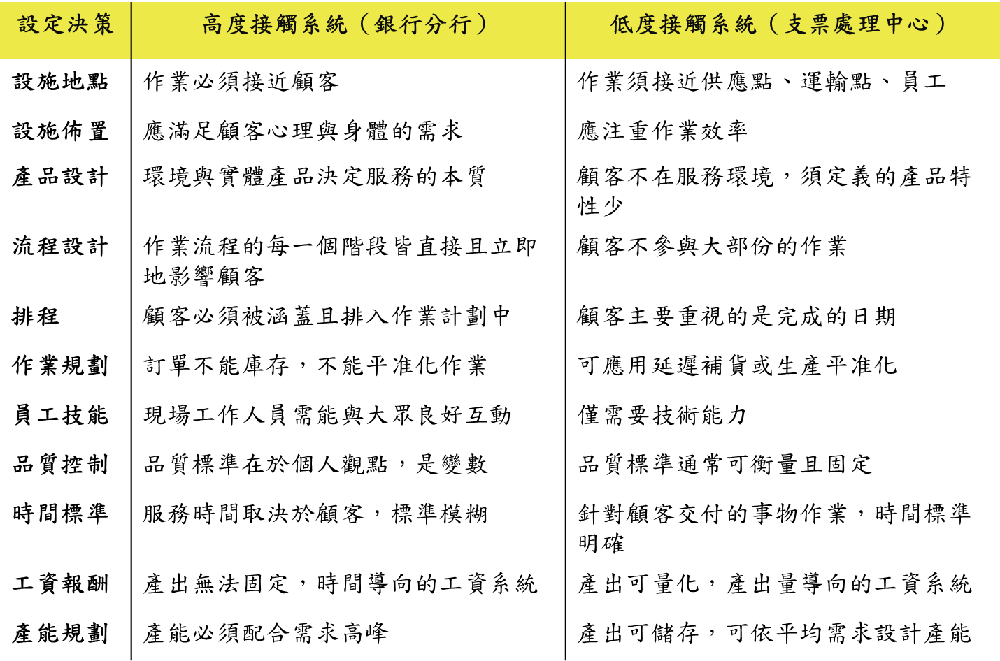 設定決策 高度接觸系統（銀行分行） 低度接觸系統（支票處理中心）
設施地點 作業必須接近顧客 作業須接近供應點、運輸點、員工
設施佈置 應滿足顧客心理與身體的需求 應注重作業效率
產品設計 環境與實體產品決定服務的本質 顧客不在服務環境，須定義的產品特
性少
流程設計 作業流程的每一個階段皆直接且立即 顧客不參與大部份的作業
地影響顧客
排程 顧客必須被涵蓋且排入作業計劃中 顧客主要重視的是完成的日期
作業規劃 訂單不能庫存，不能平准化作業 可應用延遲補貨或生產平准化
員工技能 現場工作人員需能與大眾良好互動 僅需要技術能力
品質控制 品質標準在於個人觀點，是變數 品質標準通常可衡量且固定
時間標準 服務時間取決於顧客，標準模糊 針對顧客交付的事物作業，時間標準
明確
工資報酬 產出無法固定，時間導向的工資系統 產出可量化，產出量導向的工資系統
產能規劃 產能必須配合需求高峰 產出可儲存，可依平均需求設計產能